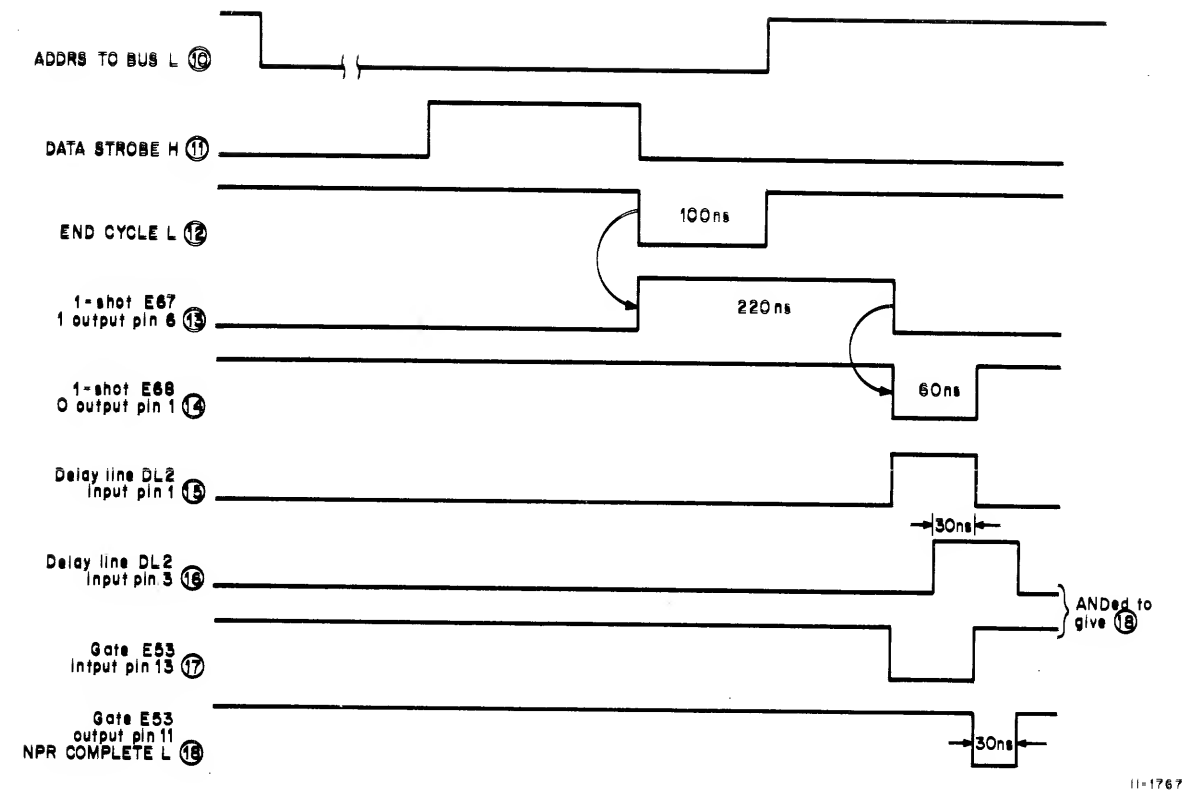 ADDRS TO BUS L 10
DATA STROBE H 11
END CYCLE L 12
100ns
1-shot E67
1 output pin 6 13
220ns
1-shot E68
0 output pin 1 14
60ns
Delay line DL2
input pin 1 15
30ns
Delay line DL2
input pin 3 16
ANDed to
give 18
Gate E53
intput pin 13 17
Gate E53
output pin 11
NPR COMPLETE L 18
30ns
11-1767